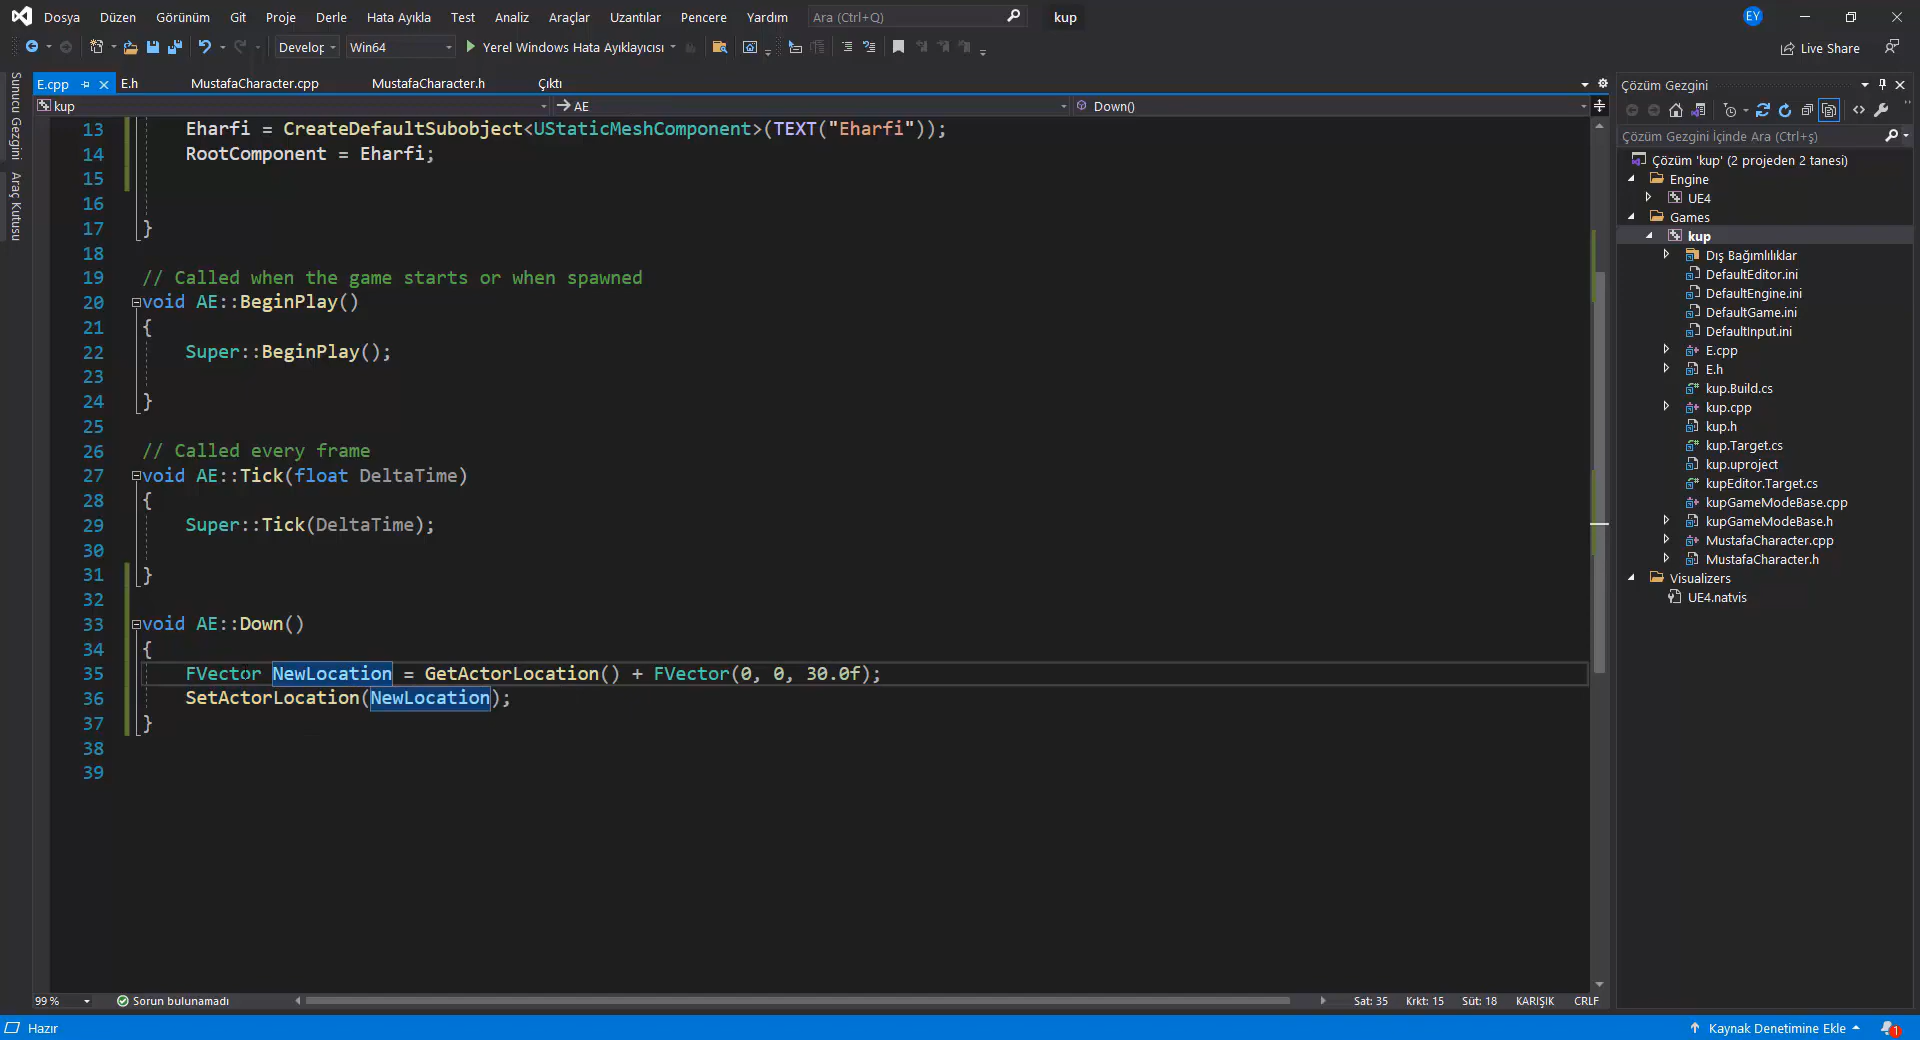 Dosya Düzen Görünüm Git Proje Derle Hata Ayıkla Test Analiz Araçlar Uzantılar Pencere Yardım Ara (Ctrl+Q) kup EY
Develop Win64 Yerel Windows Hata Ayıklayıcısı Live Share
Sunucu Gezgini
Araç Kutusu
E.cpp E.h MustafaCharacter.cpp MustafaCharacter.h Çıktı
kup AE Down()
13 Eharfi = CreateDefaultSubobject<UStaticMeshComponent>(TEXT("Eharfi"));
14 RootComponent = Eharfi;
15
16
17 }
18
19 // Called when the game starts or when spawned
20 void AE::BeginPlay()
21 {
22 Super::BeginPlay();
23
24 }
25
26 // Called every frame
27 void AE::Tick(float DeltaTime)
28 {
29 Super::Tick(DeltaTime);
30
31 }
32
33 void AE::Down()
34 {
35 FVector NewLocation = GetActorLocation() + FVector(0, 0, 30.0f);
36 SetActorLocation(NewLocation);
37 }
38
39
99 % Sorun bulunamadı Sat: 35 Krkt: 15 Süt: 18 KARIŞIK CRLF
Çözüm Gezgini
Çözüm Gezgini İçinde Ara (Ctrl+ş)
Çözüm 'kup' (2 projeden 2 tanesi)
Engine
UE4
Games
kup
Dış Bağımlılıklar
DefaultEditor.ini
DefaultEngine.ini
DefaultGame.ini
DefaultInput.ini
E.cpp
E.h
kup.Build.cs
kup.cpp
kup.h
kup.Target.cs
kup.uproject
kupEditor.Target.cs
kupGameModeBase.cpp
kupGameModeBase.h
MustafaCharacter.cpp
MustafaCharacter.h
Visualizers
UE4.natvis
Hazır Kaynak Denetimine Ekle 1